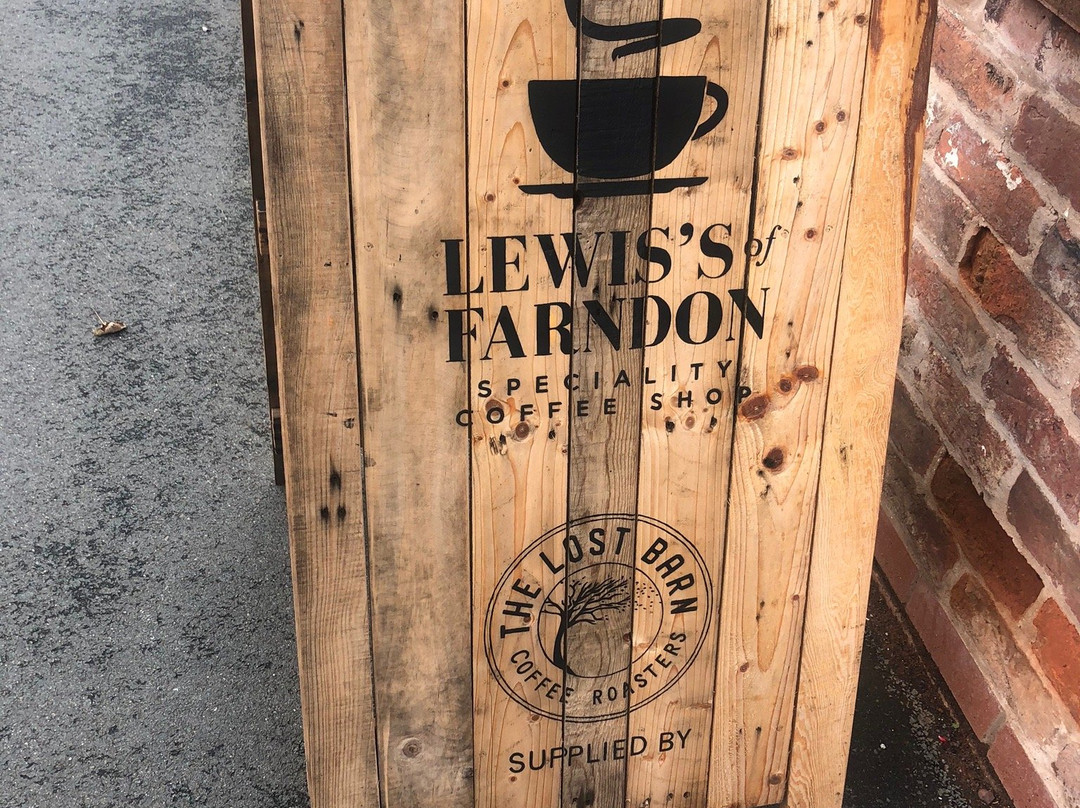 LEWIS'S of
FARNDON
SPECIALITY
COFFEE SHOP
THE LOST BARN
COFFEE ROASTERS
SUPPLIED BY